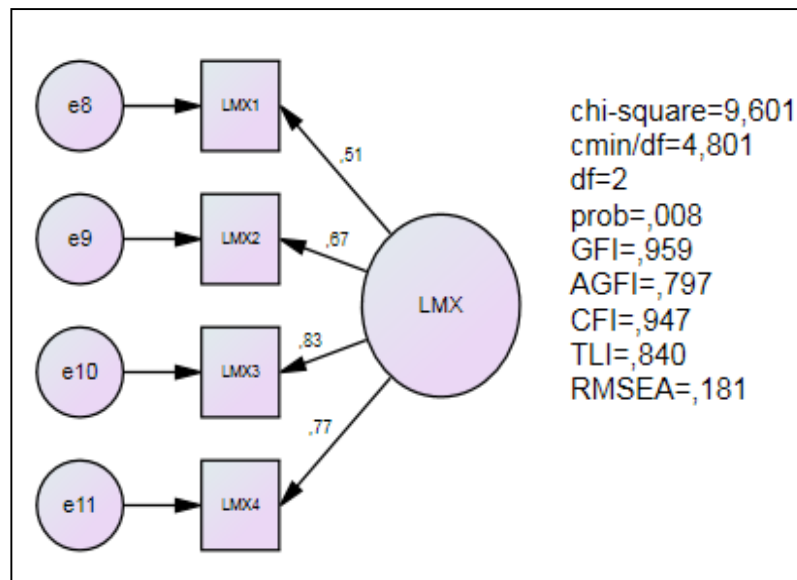 e8
LMX1
,51
e9
LMX2
,67
LMX
e10
LMX3
,83
e11
LMX4
,77
chi-square=9,601
cmin/df=4,801
df=2
prob=,008
GFI=,959
AGFI=,797
CFI=,947
TLI=,840
RMSEA=,181